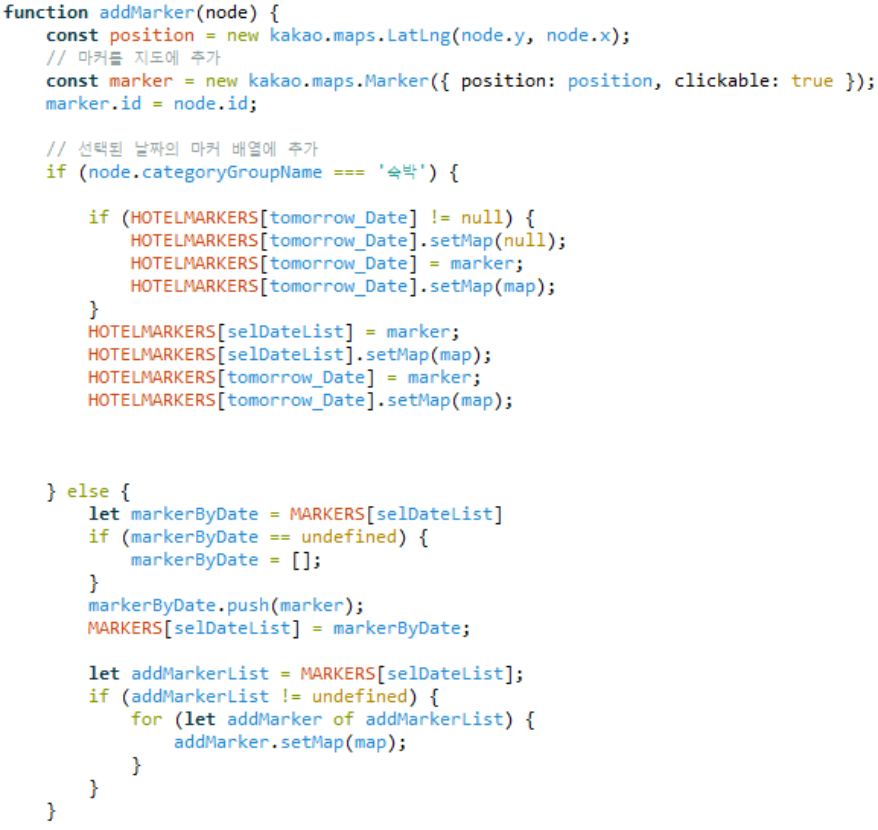 function addMarker(node) {
    const position = new kakao.maps.LatLng(node.y, node.x);
    // 마커를 지도에 추가
    const marker = new kakao.maps.Marker({ position: position, clickable: true });
    marker.id = node.id;

    // 선택된 날짜의 마커 배열에 추가
    if (node.categoryGroupName === '숙박') {

        if (HOTELMARKERS[tomorrow_Date] != null) {
            HOTELMARKERS[tomorrow_Date].setMap(null);
            HOTELMARKERS[tomorrow_Date] = marker;
            HOTELMARKERS[tomorrow_Date].setMap(map);
        }
        HOTELMARKERS[selDateList] = marker;
        HOTELMARKERS[selDateList].setMap(map);
        HOTELMARKERS[tomorrow_Date] = marker;
        HOTELMARKERS[tomorrow_Date].setMap(map);

    } else {
        let markerByDate = MARKERS[selDateList]
        if (markerByDate == undefined) {
            markerByDate = [];
        }
        markerByDate.push(marker);
        MARKERS[selDateList] = markerByDate;

        let addMarkerList = MARKERS[selDateList];
        if (addMarkerList != undefined) {
            for (let addMarker of addMarkerList) {
                addMarker.setMap(map);
            }
        }
    }